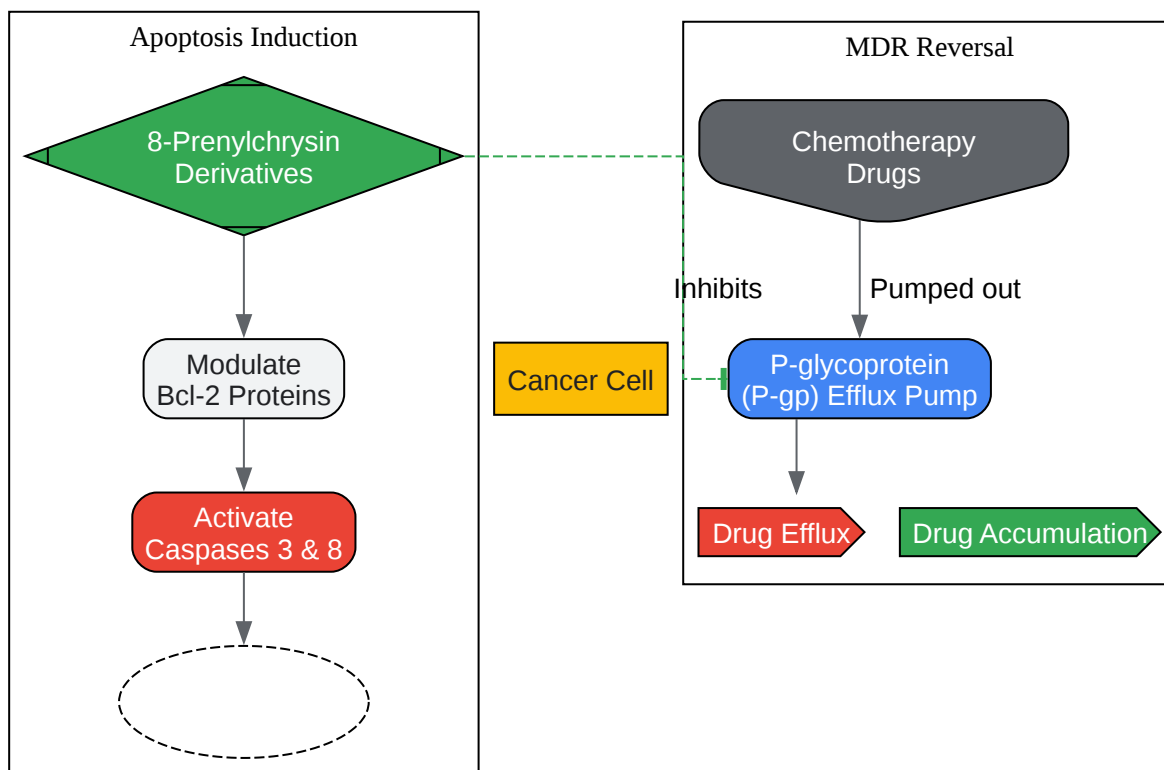 Apoptosis Induction
8-Prenylchrysin
Derivatives
Modulate
Bcl-2 Proteins
Activate
Caspases 3 & 8
Cancer Cell
MDR Reversal
Chemotherapy
Drugs
Inhibits
Pumped out
P-glycoprotein
(P-gp) Efflux Pump
Drug Efflux
Drug Accumulation